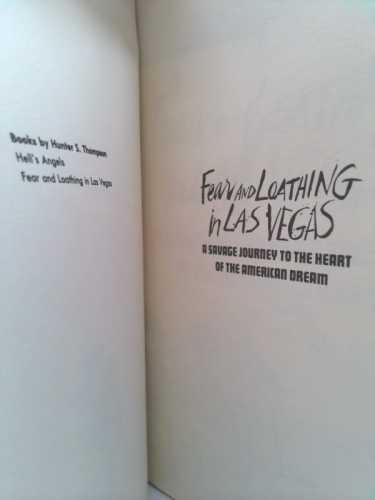 Books by Hunter S. Thompson
Hell's Angels
Fear and Loathing in Las Vegas
Fear AND LOATHING
in LAS VEGAS
A SAVAGE JOURNEY TO THE HEART
OF THE AMERICAN DREAM